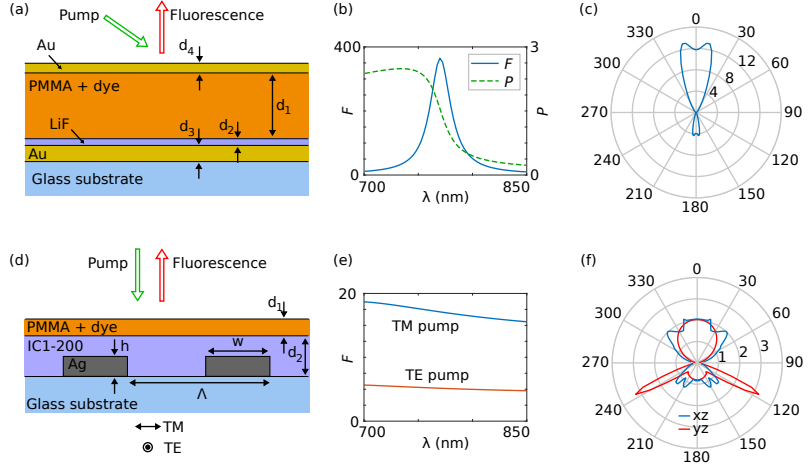 (a)
Pump
Fluorescence
Au
d4
PMMA + dye
d1
LiF
d3
d2
Au
Glass substrate
(b)
400
3
F
P
F
P
0
0
700
850
λ (nm)
(c)
0
330
30
12
300
60
8
4
270
90
240
120
210
150
180
(d)
Pump
Fluorescence
d1
PMMA + dye
IC1-200
h
w
d2
Ag
Λ
Glass substrate
TM
TE
(e)
20
TM pump
F
TE pump
0
700
850
λ (nm)
(f)
0
330
30
300
60
1
2
3
270
90
240
120
xz
yz
210
150
180